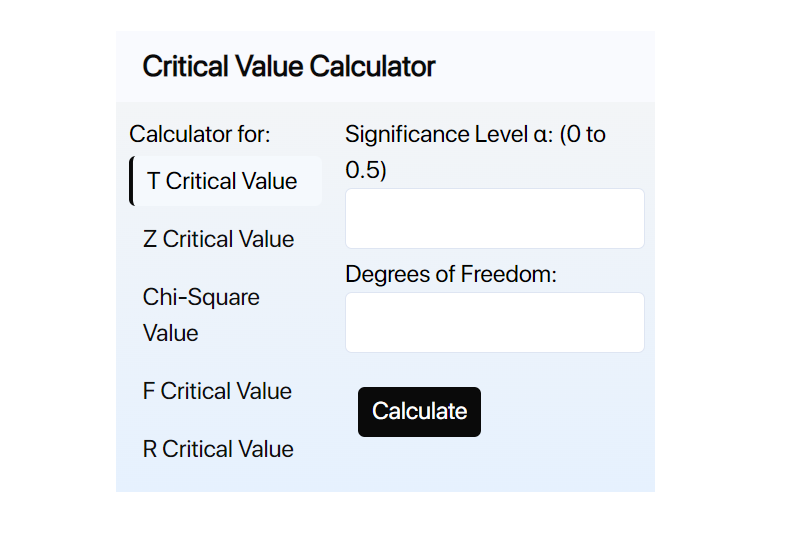 Critical Value Calculator
Calculator for:
T Critical Value
Z Critical Value
Chi-Square
Value
F Critical Value
R Critical Value
Significance Level α: (0 to
0.5)
Degrees of Freedom:
Calculate